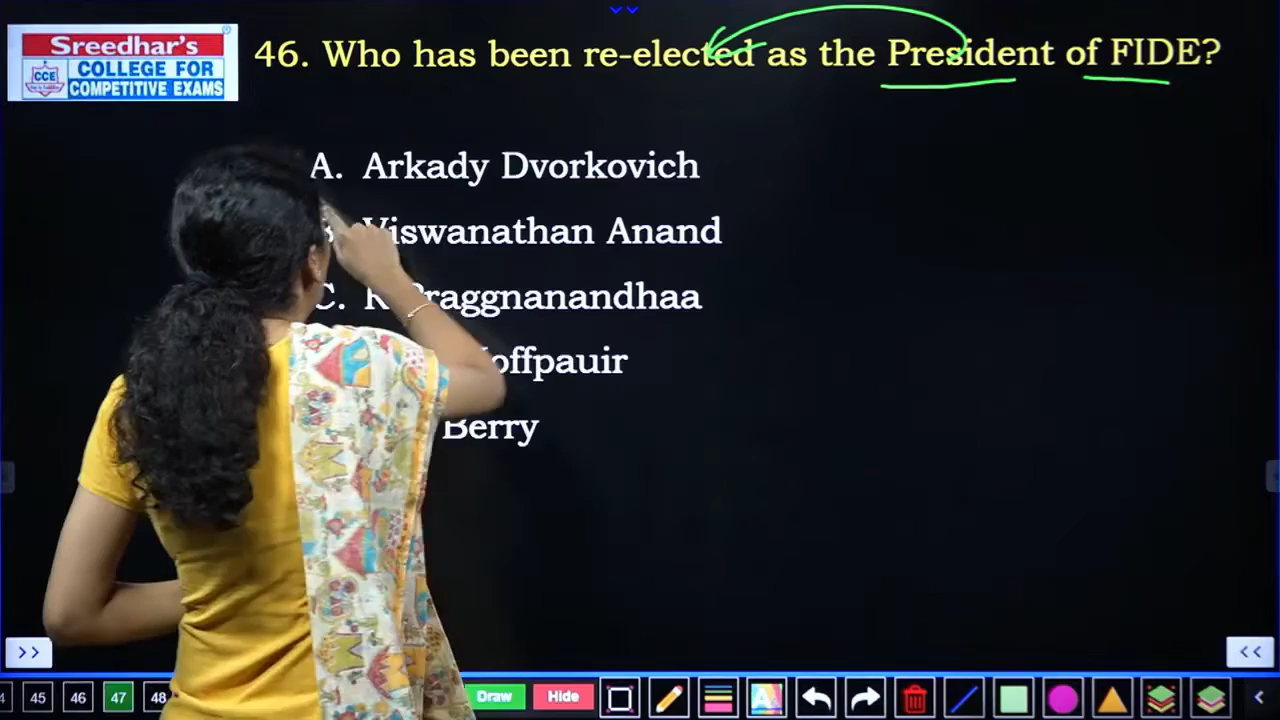 Sreedhar's
CCE
COLLEGE FOR
COMPETITIVE EXAMS
46. Who has been re-elected as the President of FIDE?
A. Arkady Dvorkovich
Viswanathan Anand
C. R Praggnanandhaa
Berry
45 46 47 48
Draw
Hide